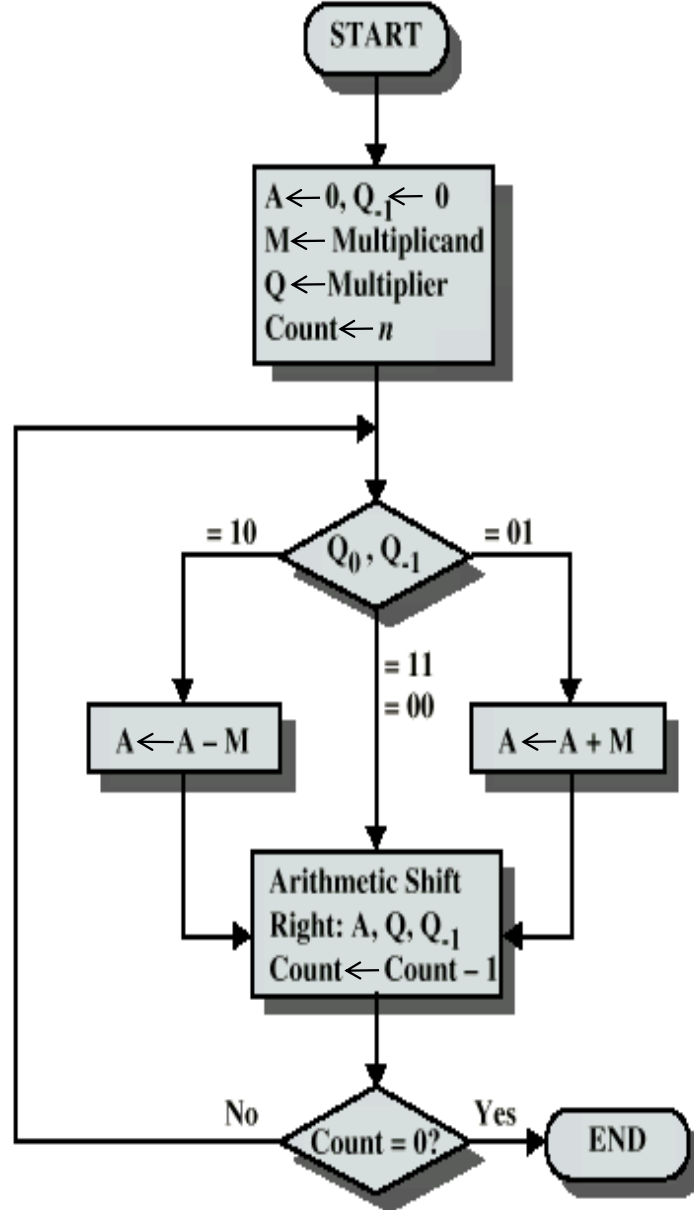 START
A ← 0, Q₋₁ ← 0
M ← Multiplicand
Q ← Multiplier
Count ← n
= 10
Q₀ , Q₋₁
= 01
= 11
= 00
A ← A – M
A ← A + M
Arithmetic Shift
Right: A, Q, Q₋₁
Count ← Count – 1
No
Count = 0?
Yes
END